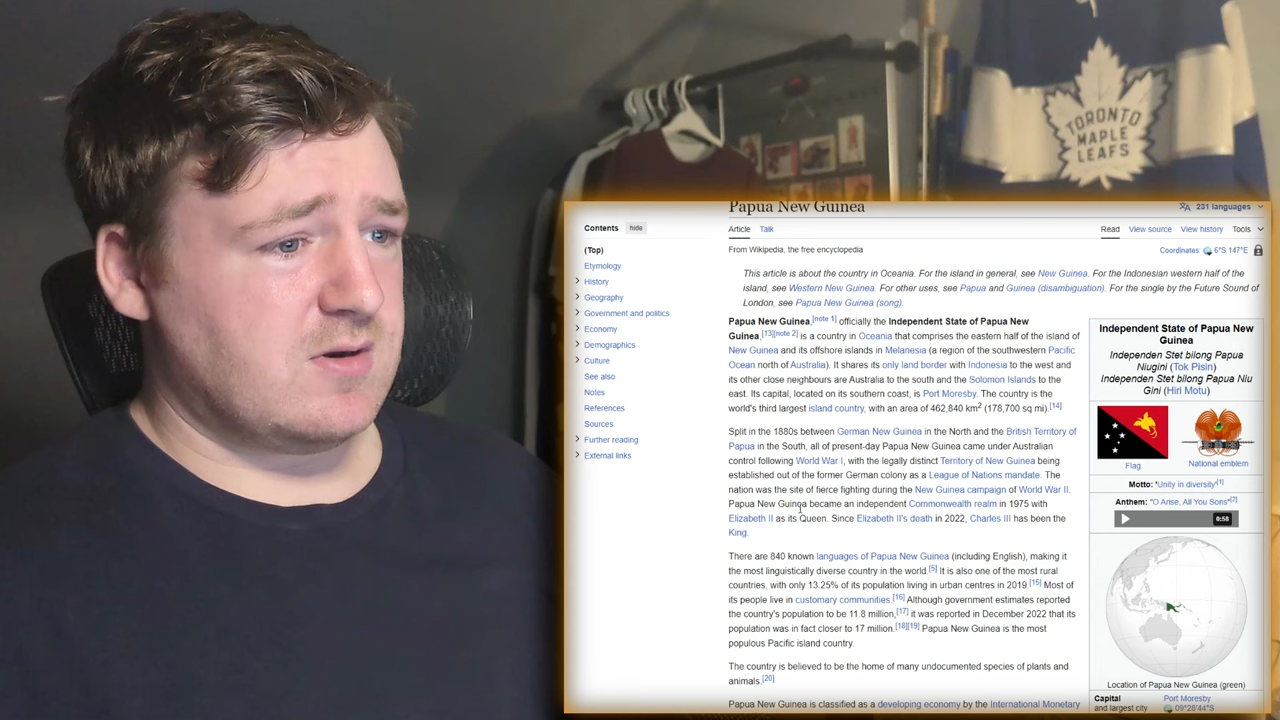 TORONTO
MAPLE
LEAFS
Papua New Guinea
231 languages
Contents hide
(Top)
Etymology
History
Geography
Government and politics
Economy
Demographics
Culture
See also
Notes
References
Sources
Further reading
External links
Article Talk
Read View source View history Tools
From Wikipedia, the free encyclopedia
Coordinates: 6°S 147°E
This article is about the country in Oceania. For the island in general, see New Guinea. For the Indonesian western half of the
island, see Western New Guinea. For other uses, see Papua and Guinea (disambiguation). For the single by the Future Sound of
London, see Papua New Guinea (song).
Papua New Guinea,[note 1] officially the Independent State of Papua New
Guinea,[13][note 2] is a country in Oceania that comprises the eastern half of the island of
New Guinea and its offshore islands in Melanesia (a region of the southwestern Pacific
Ocean north of Australia). It shares its only land border with Indonesia to the west and
its other close neighbours are Australia to the south and the Solomon Islands to the
east. Its capital, located on its southern coast, is Port Moresby. The country is the
world's third largest island country, with an area of 462,840 km2 (178,700 sq mi).[14]
Split in the 1880s between German New Guinea in the North and the British Territory of
Papua in the South, all of present-day Papua New Guinea came under Australian
control following World War I, with the legally distinct Territory of New Guinea being
established out of the former German colony as a League of Nations mandate. The
nation was the site of fierce fighting during the New Guinea campaign of World War II.
Papua New Guinea became an independent Commonwealth realm in 1975 with
Elizabeth II as its Queen. Since Elizabeth II's death in 2022, Charles III has been the
King.
There are 840 known languages of Papua New Guinea (including English), making it
the most linguistically diverse country in the world.[5] It is also one of the most rural
countries, with only 13.25% of its population living in urban centres in 2019.[15] Most of
its people live in customary communities.[16] Although government estimates reported
the country's population to be 11.8 million,[17] it was reported in December 2022 that its
population was in fact closer to 17 million.[18][19] Papua New Guinea is the most
populous Pacific island country.
The country is believed to be the home of many undocumented species of plants and
animals.[20]
Papua New Guinea is classified as a developing economy by the International Monetary
Independent State of Papua New
Guinea
Independen Stet bilong Papua
Niugini (Tok Pisin)
Independen Stet bilong Papua Niu
Gini (Hiri Motu)
Flag
National emblem
Motto: 'Unity in diversity'[1]
Anthem: "O Arise, All You Sons"[2]
0:58
Location of Papua New Guinea (green)
Capital
and largest city
Port Moresby
09°28′44″S